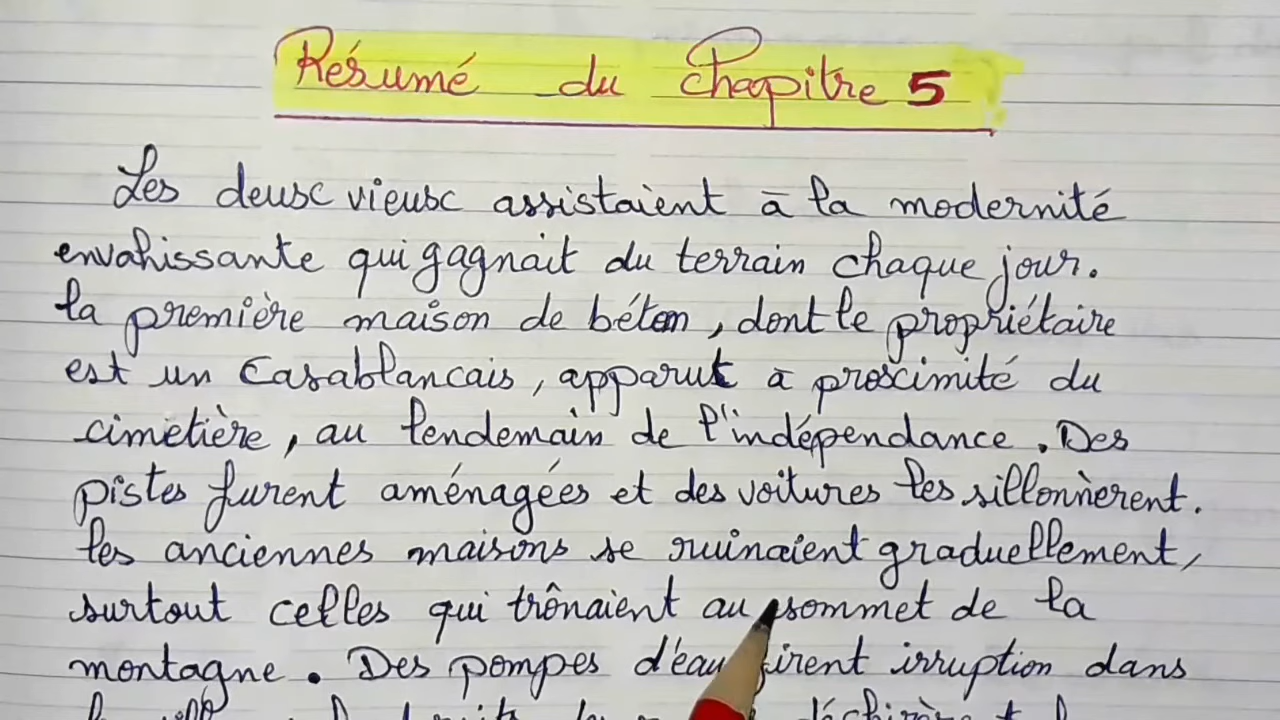 Résumé du Chapitre 5
Les deux vieux assistaient à la modernité
envahissante qui gagnait du terrain chaque jour.
la première maison de béton, dont le propriétaire
est un Casablancais, apparut à proximité du
cimetière, au lendemain de l'indépendance. Des
pistes furent aménagées et des voitures les sillonnèrent.
les anciennes maisons se ruinaient graduellement,
surtout celles qui trônaient au sommet de la
montagne. Des pompes d'eau firent irruption dans